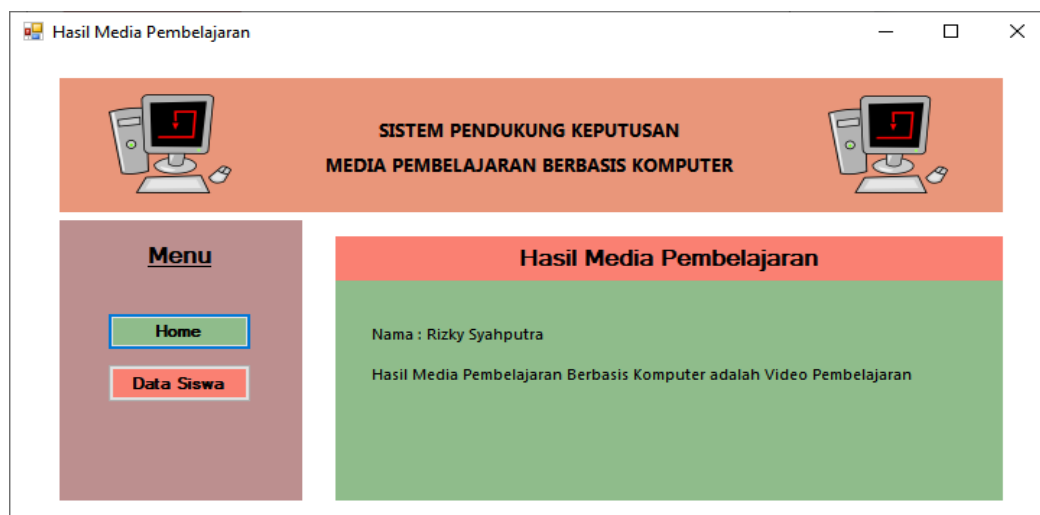 Hasil Media Pembelajaran
SISTEM PENDUKUNG KEPUTUSAN
MEDIA PEMBELAJARAN BERBASIS KOMPUTER
Menu
Home
Data Siswa
Hasil Media Pembelajaran
Nama : Rizky Syahputra
Hasil Media Pembelajaran Berbasis Komputer adalah Video Pembelajaran